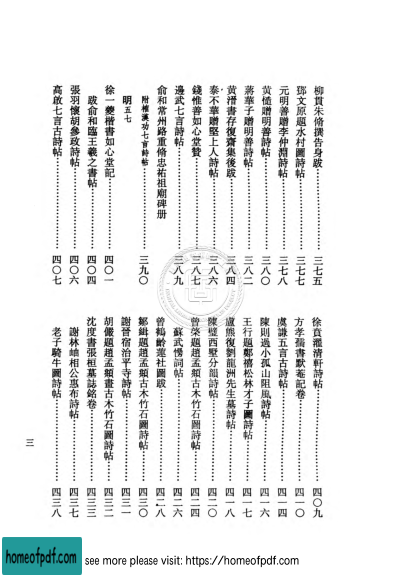 柳貫朱脩撰告身跋……三七五
鄧文原題水村圖詩帖……三七七
元明善贈李仲淵詩帖……三七八
黄慥贈明善詩帖……三八〇
蔣華子贈明善詩帖……三八二
黄溍書存復齋集後跋……三八四
泰不華贈堅上人詩帖……三八六
錢惟善如心堂贊……三八七
邊武七言詩帖……三八九
俞和常州路重脩忠祐祖廟碑册
附權漢功七言詩帖……三九〇
明五七
徐一夔楷書如心堂記……四〇一
跋俞和臨王羲之書帖……四〇四
張羽懷胡參政詩帖……四〇六
高啟七言古詩帖……四〇七
徐賁濯清軒詩帖……四〇九
方孝孺書默菴記卷……四一〇
虞謙五言古詩帖……四一四
陳則過小孤山阻風詩帖……四一六
王行題鄭禧松林才子圖詩帖……四一七
盧熊復劉龍洲先生墓詩帖……四一八
陳璧西墅分韻詩帖……四二〇
曾棨題趙孟頫古木竹石圖詩帖……四二四
蘇武慢詞帖……四二六
曾鶴齡蓮社圖跋……四二八
鄒緝題趙孟頫古木竹石圖詩帖……四三〇
謝晉宿治平寺詩帖……四三一
胡儼題趙孟頫畫古木竹石圖詩帖……四三二
沈度書張桓墓誌銘卷……四三三
謝林岫相公惠布詩帖……四三七
老子騎牛圖詩帖……四三八
三
homeofpdf.com
see more please visit: https://homeofpdf.com